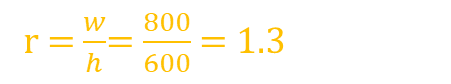 r = w/h = 800/600 = 1.3